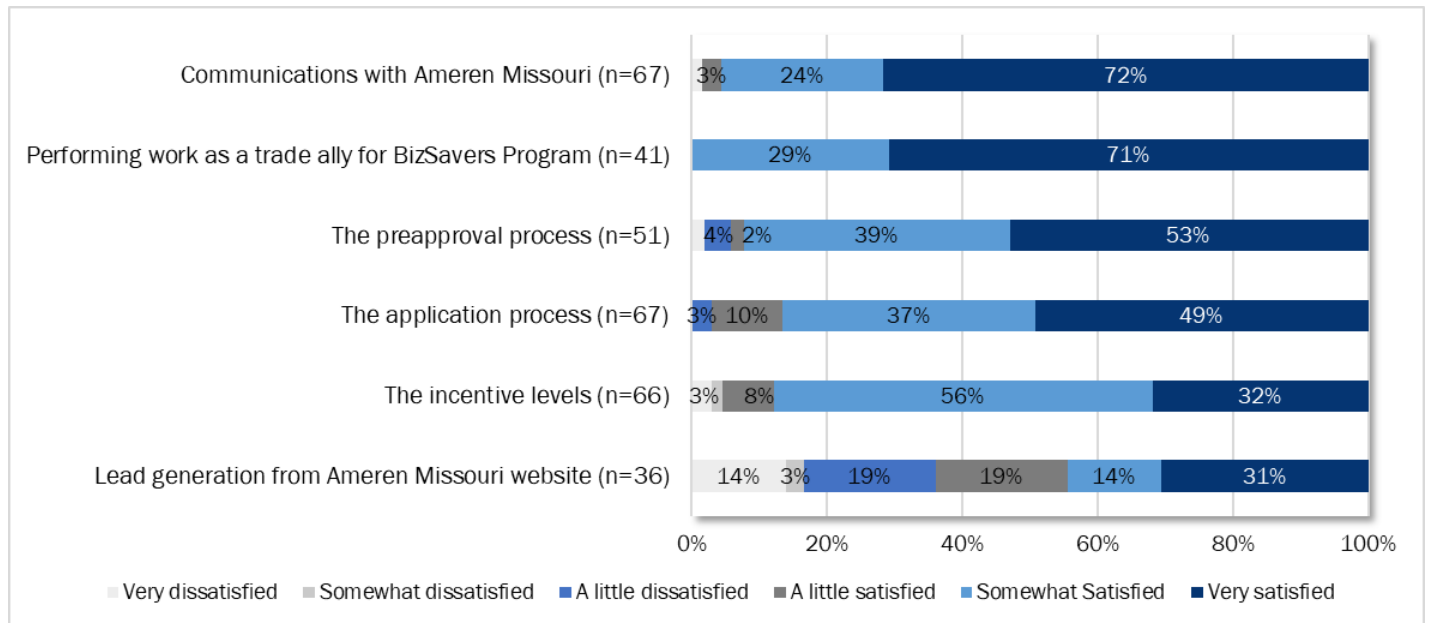 Communications with Ameren Missouri (n=67) 3% 24% 72%
Performing work as a trade ally for BizSavers Program (n=41) 29% 71%
The preapproval process (n=51) 4% 2% 39% 53%
The application process (n=67) 3% 10% 37% 49%
The incentive levels (n=66) 3% 8% 56% 32%
Lead generation from Ameren Missouri website (n=36) 14% 3% 19% 19% 14% 31%
0% 20% 40% 60% 80% 100%
Very dissatisfied Somewhat dissatisfied A little dissatisfied A little satisfied Somewhat Satisfied Very satisfied